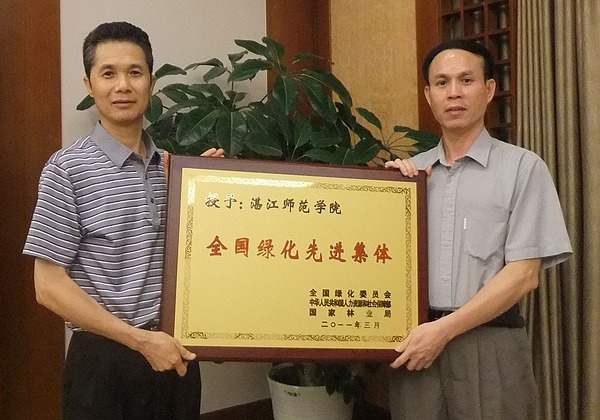 授予：湛江师范学院
全国绿化先进集体
全国绿化委员会
中华人民共和国人力资源和社会保障部
国家林业局
二〇一一年三月